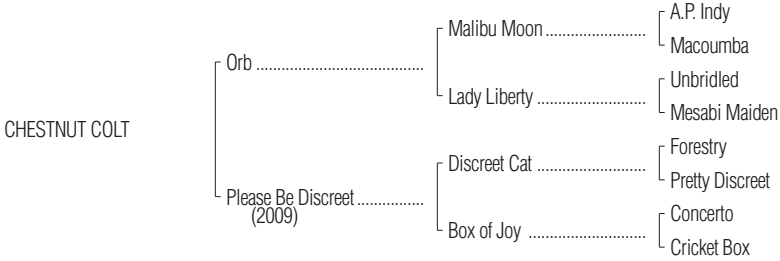 A.P. Indy
Malibu Moon ........................
Macoumba
Orb ........................................
Unbridled
Lady Liberty ..........................
Mesabi Maiden
CHESTNUT COLT
Forestry
Discreet Cat ..........................
Pretty Discreet
Please Be Discreet ................
(2009)
Concerto
Box of Joy ............................
Cricket Box